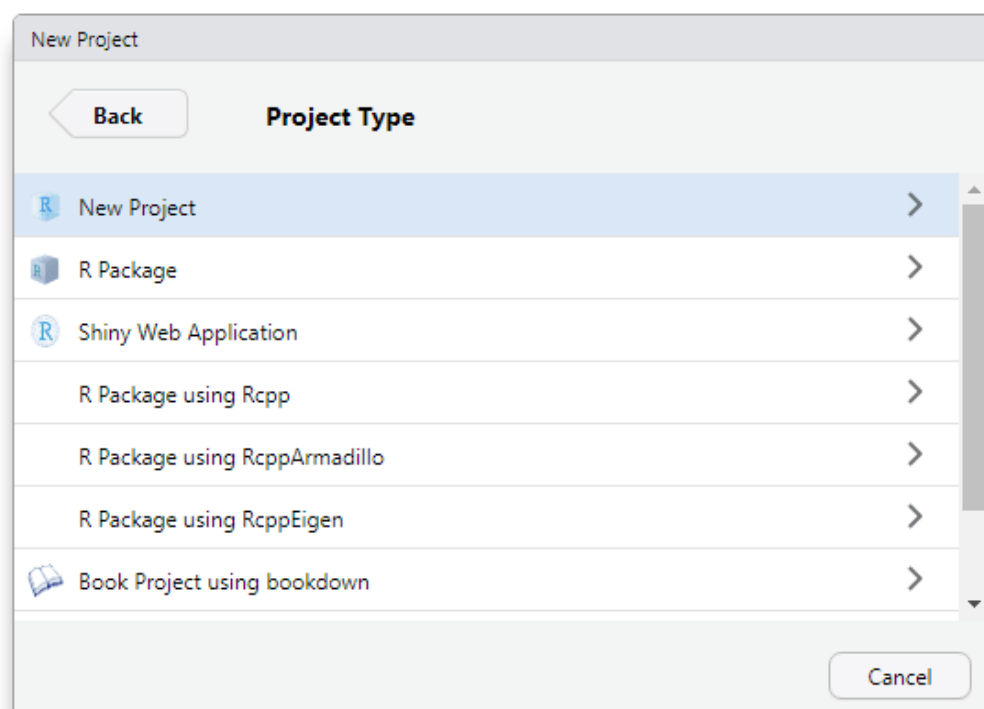 New Project
Back
Project Type
R New Project
R R Package
R Shiny Web Application
R Package using Rcpp
R Package using RcppArmadillo
R Package using RcppEigen
Book Project using bookdown
Cancel